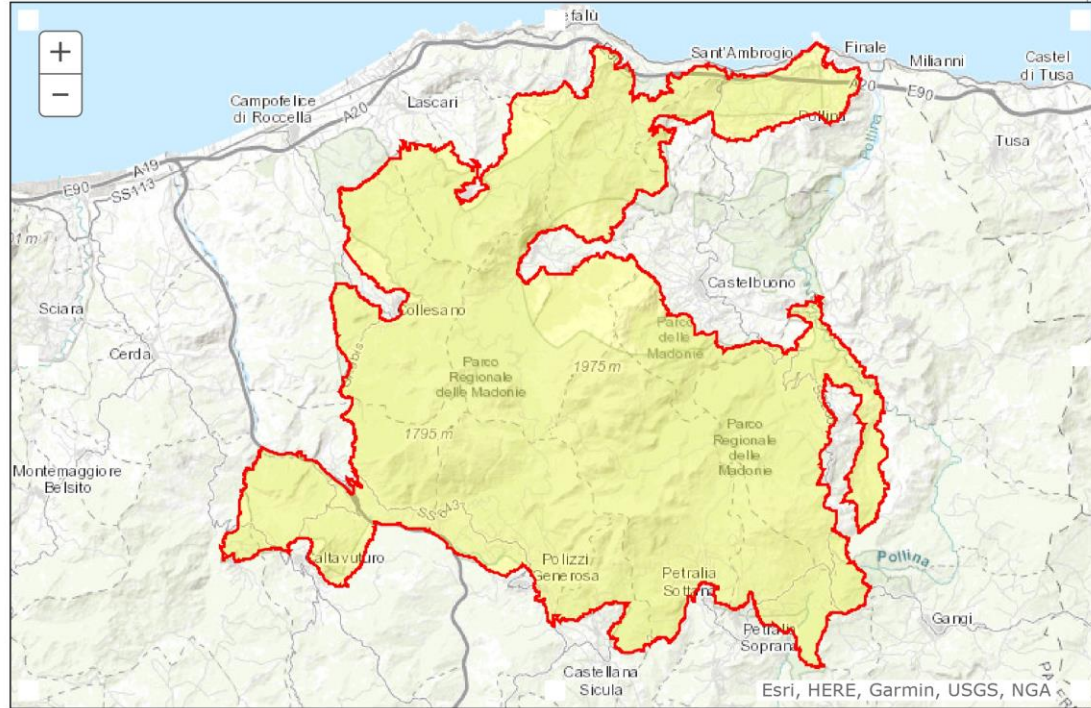 +
−
efalù
Sant'Ambrogio
Finale
Milianni
Castel
di Tusa
A20
E90
Campofelice
di Roccella
A20
Lascari
Pollina
Pollina
Tusa
A19
E90
SS113
Castelbuono
Sciara
Collesano
Cerda
Parco
delle
Madonie
1975 m
Parco
Regionale
delle Madonie
1795 m
Parco
Regionale
delle
Madonie
Montemaggiore
Belsito
SS643
altavuturo
Polizzi
Generosa
Petralia
Sottana
Pollina
Gangi
Petralia
Soprana
Castellana
Sicula
Esri, HERE, Garmin, USGS, NGA